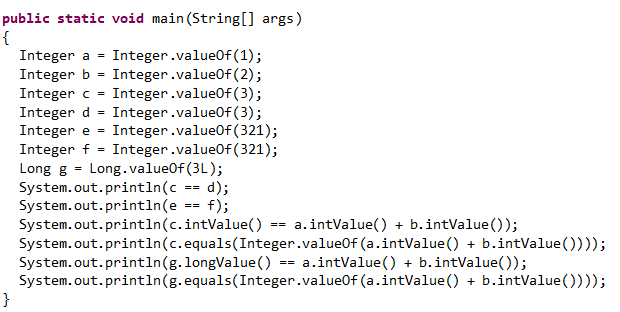 public static void main(String[] args)
{
  Integer a = Integer.valueOf(1);
  Integer b = Integer.valueOf(2);
  Integer c = Integer.valueOf(3);
  Integer d = Integer.valueOf(3);
  Integer e = Integer.valueOf(321);
  Integer f = Integer.valueOf(321);
  Long g = Long.valueOf(3L);
  System.out.println(c == d);
  System.out.println(e == f);
  System.out.println(c.intValue() == a.intValue() + b.intValue());
  System.out.println(c.equals(Integer.valueOf(a.intValue() + b.intValue())));
  System.out.println(g.longValue() == a.intValue() + b.intValue());
  System.out.println(g.equals(Integer.valueOf(a.intValue() + b.intValue())));
}